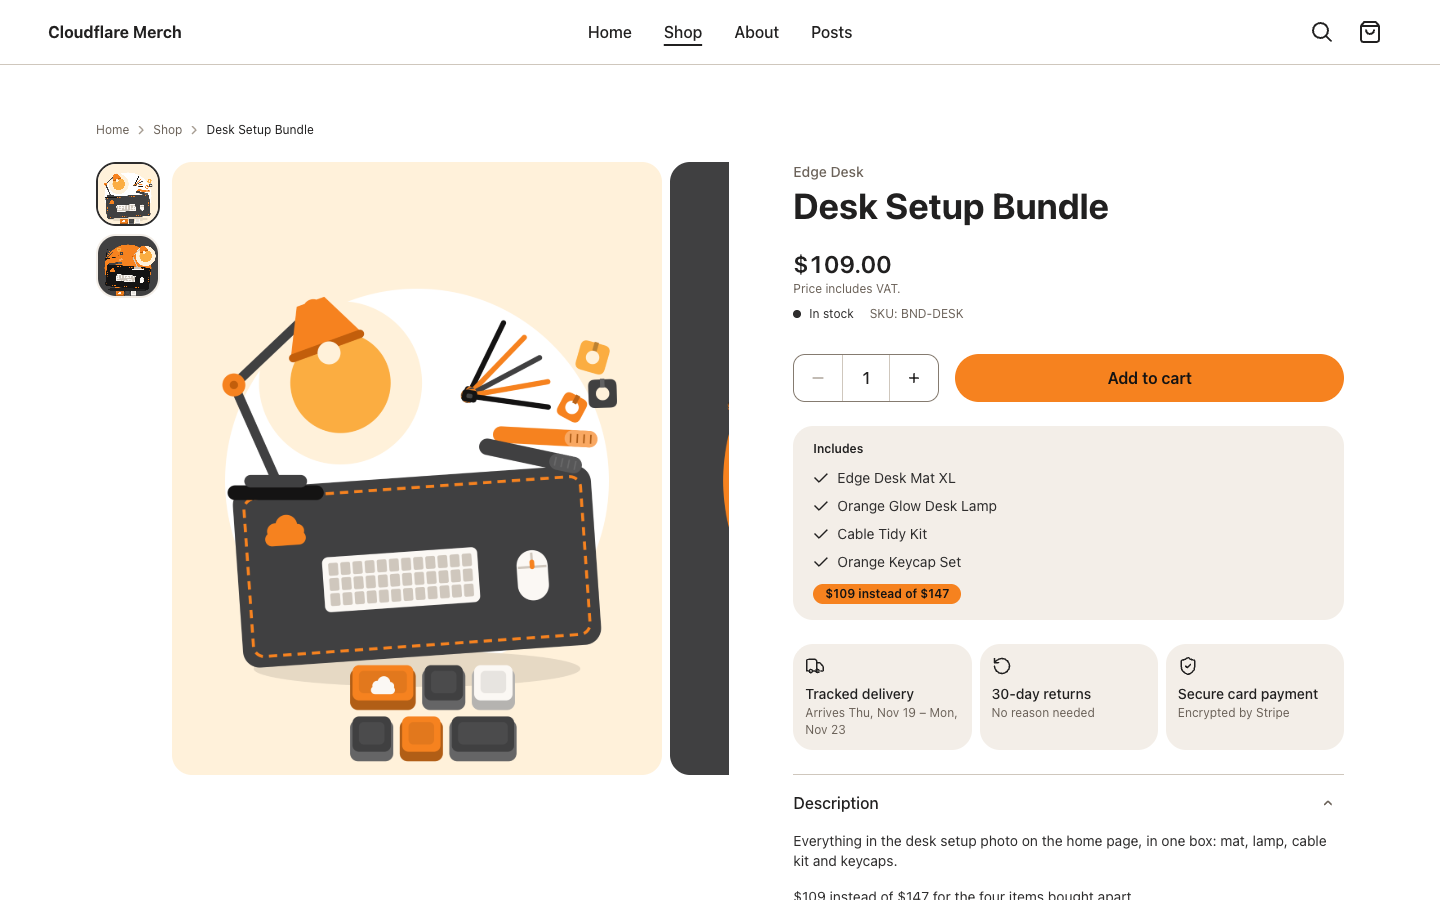 Cloudflare Merch
Home
Shop
About
Posts
Home
Shop
Desk Setup Bundle
Edge Desk
Desk Setup Bundle
$109.00
Price includes VAT.
In stock
SKU: BND-DESK
1
Add to cart
Includes
Edge Desk Mat XL
Orange Glow Desk Lamp
Cable Tidy Kit
Orange Keycap Set
$109 instead of $147
Tracked delivery
Arrives Thu, Nov 19 – Mon,
Nov 23
30-day returns
No reason needed
Secure card payment
Encrypted by Stripe
Description
Everything in the desk setup photo on the home page, in one box: mat, lamp, cable
kit and keycaps.
$109 instead of $147 for the four items bought apart